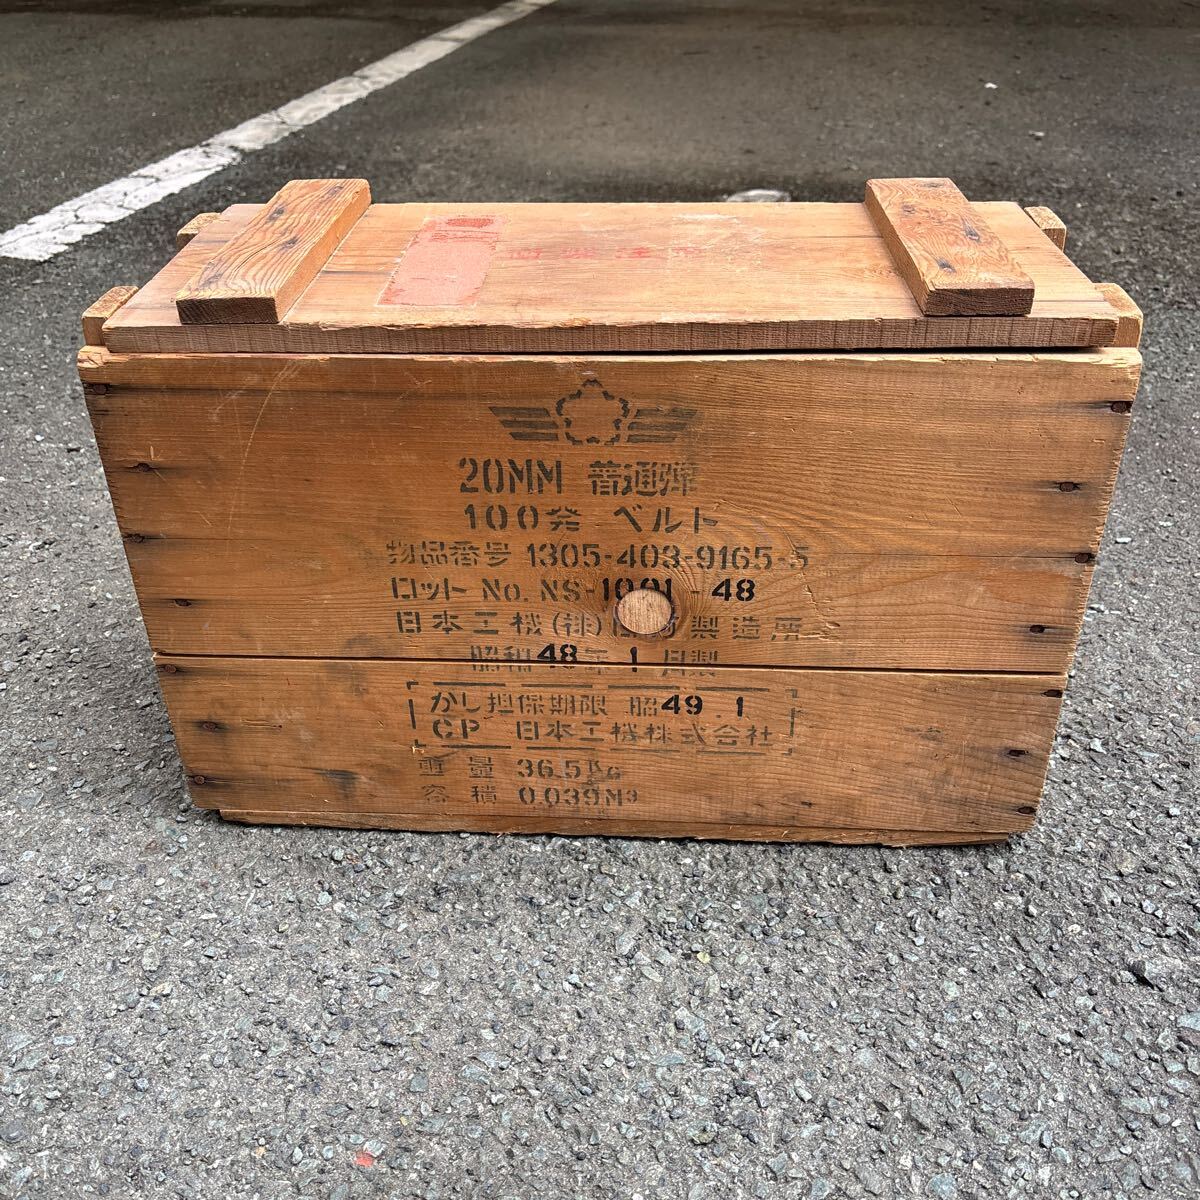 20MM 普通弾
100発 ベルト
物品番号 1305-403-9165-5
ロット No. NS-1001-48
日本工機(株) 製造所
昭和48年1月製
かし担保期限 昭49.1
CP 日本工機株式会社
重量 36.5KG
容積 0.039M³